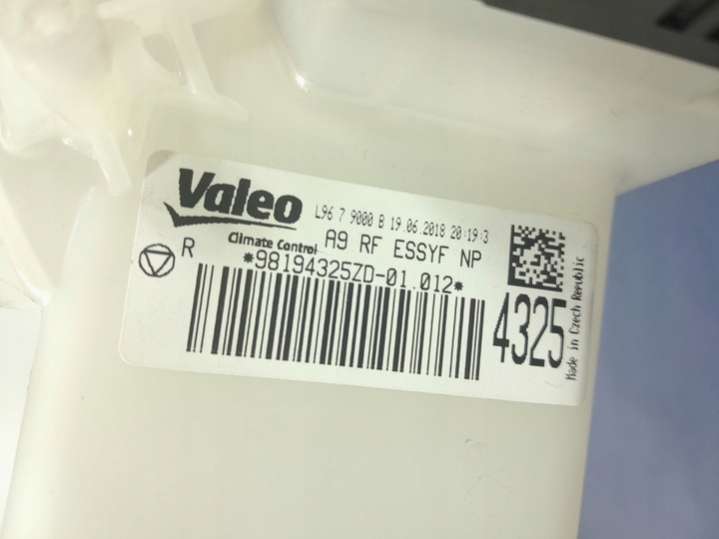 Valeo
L96 7 9000 B 19.06.2018 20:19:3
Climate Control
A9 RF ESSYF NP
R
*98194325ZD-01.012*
4325
Made in Czech Republic